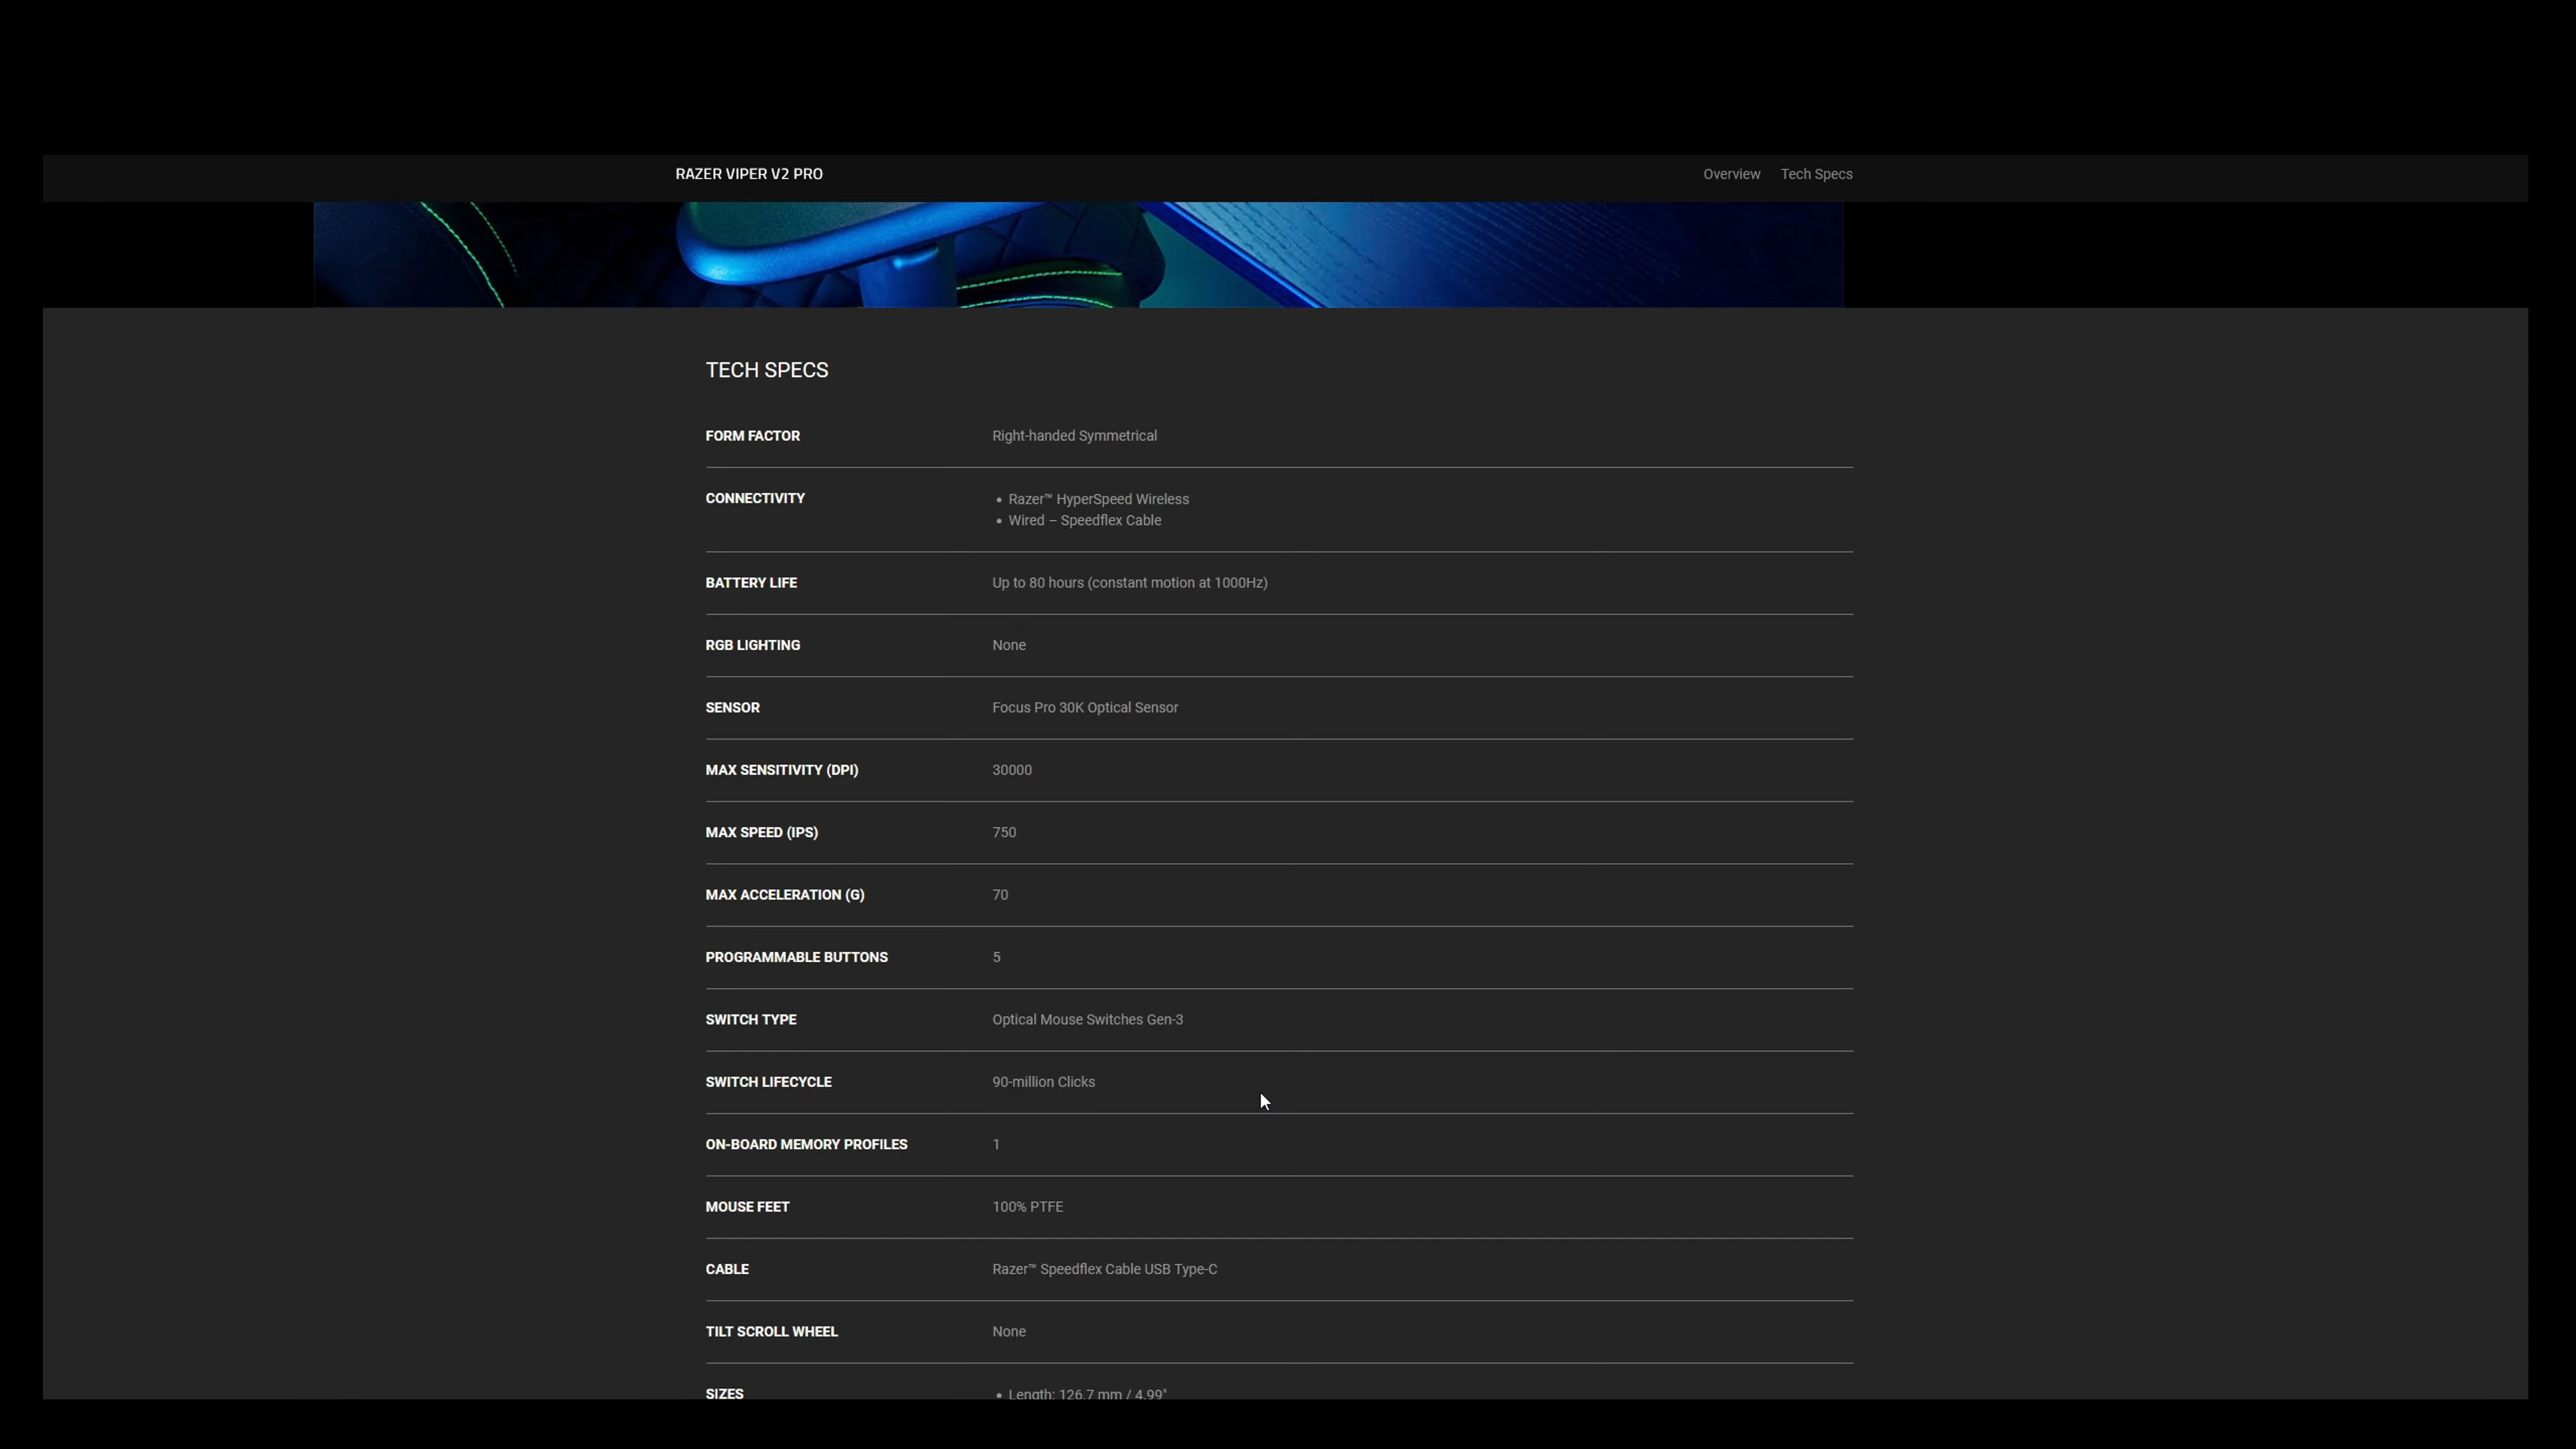 RAZER VIPER V2 PRO
Overview Tech Specs
TECH SPECS
FORM FACTOR Right-handed Symmetrical
CONNECTIVITY • Razer™ HyperSpeed Wireless
• Wired – Speedflex Cable
BATTERY LIFE Up to 80 hours (constant motion at 1000Hz)
RGB LIGHTING None
SENSOR Focus Pro 30K Optical Sensor
MAX SENSITIVITY (DPI) 30000
MAX SPEED (IPS) 750
MAX ACCELERATION (G) 70
PROGRAMMABLE BUTTONS 5
SWITCH TYPE Optical Mouse Switches Gen-3
SWITCH LIFECYCLE 90-million Clicks
ON-BOARD MEMORY PROFILES 1
MOUSE FEET 100% PTFE
CABLE Razer™ Speedflex Cable USB Type-C
TILT SCROLL WHEEL None
SIZES • Length: 126.7 mm / 4.99"